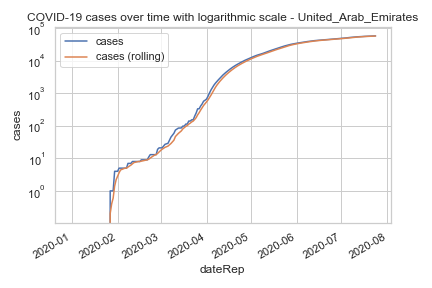 COVID-19 cases over time with logarithmic scale - United_Arab_Emirates
cases
cases (rolling)
10^5
10^4
10^3
10^2
10^1
10^0
cases
2020-01
2020-02
2020-03
2020-04
2020-05
2020-06
2020-07
2020-08
dateRep